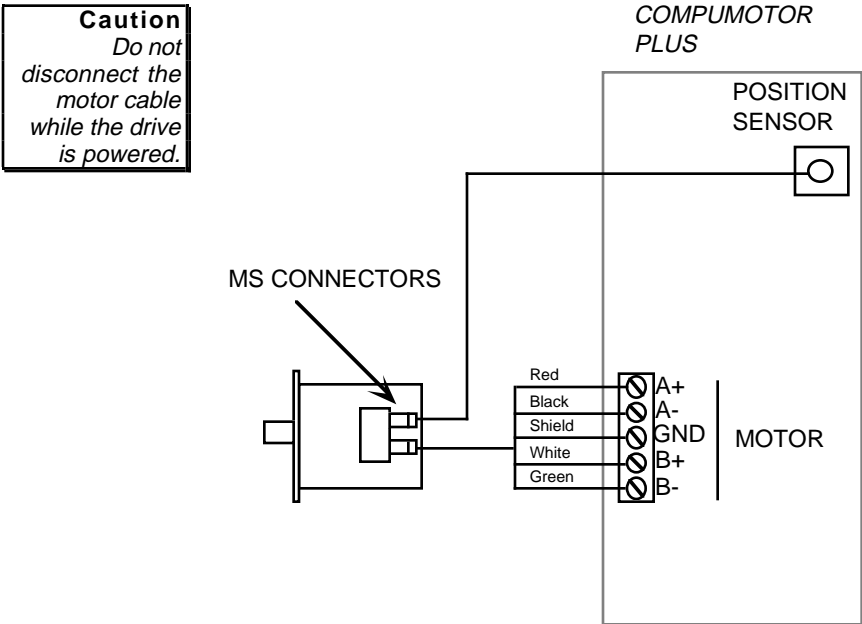 Caution
Do not
disconnect the
motor cable
while the drive
is powered.
COMPUMOTOR
PLUS
POSITION
SENSOR
MS CONNECTORS
Red
A+
Black
A-
Shield
GND
MOTOR
White
B+
Green
B-